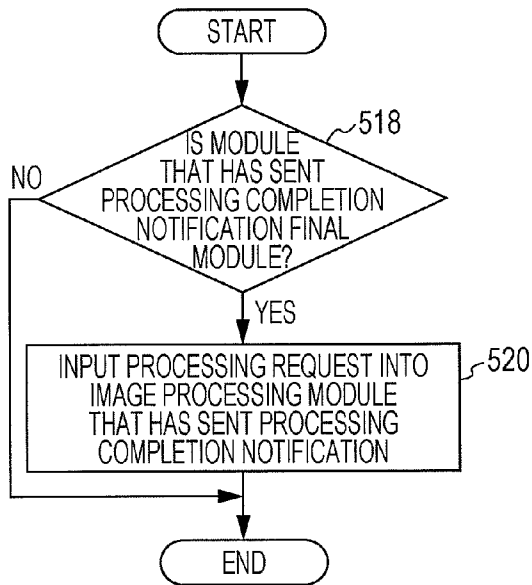 START
518
IS MODULE
THAT HAS SENT
NO
PROCESSING COMPLETION
NOTIFICATION FINAL
MODULE?
YES
520
INPUT PROCESSING REQUEST INTO
IMAGE PROCESSING MODULE
THAT HAS SENT PROCESSING
COMPLETION NOTIFICATION
END